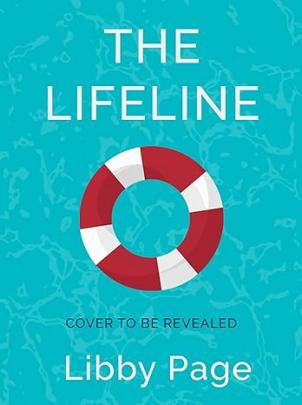 THE
LIFELINE
COVER TO BE REVEALED
Libby Page